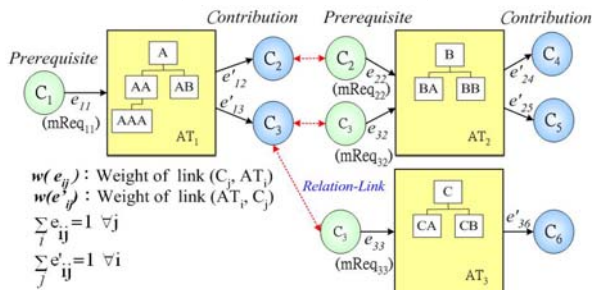 Contribution
Prerequisite
Contribution
Prerequisite
A
AA
AB
AAA
AT1
C1
e11
(mReq11)
e'12
e'13
C2
C3
C2
e22
(mReq22)
C3
e32
(mReq32)
B
BA
BB
AT2
e'24
e'25
C4
C5
w(eij) : Weight of link (Cj, ATi)
w(e'ij) : Weight of link (ATi, Cj)
∑i eij=1 ∀j
∑j e'ij=1 ∀i
Relation-Link
C3
e33
(mReq33)
C
CA
CB
AT3
e'36
C6